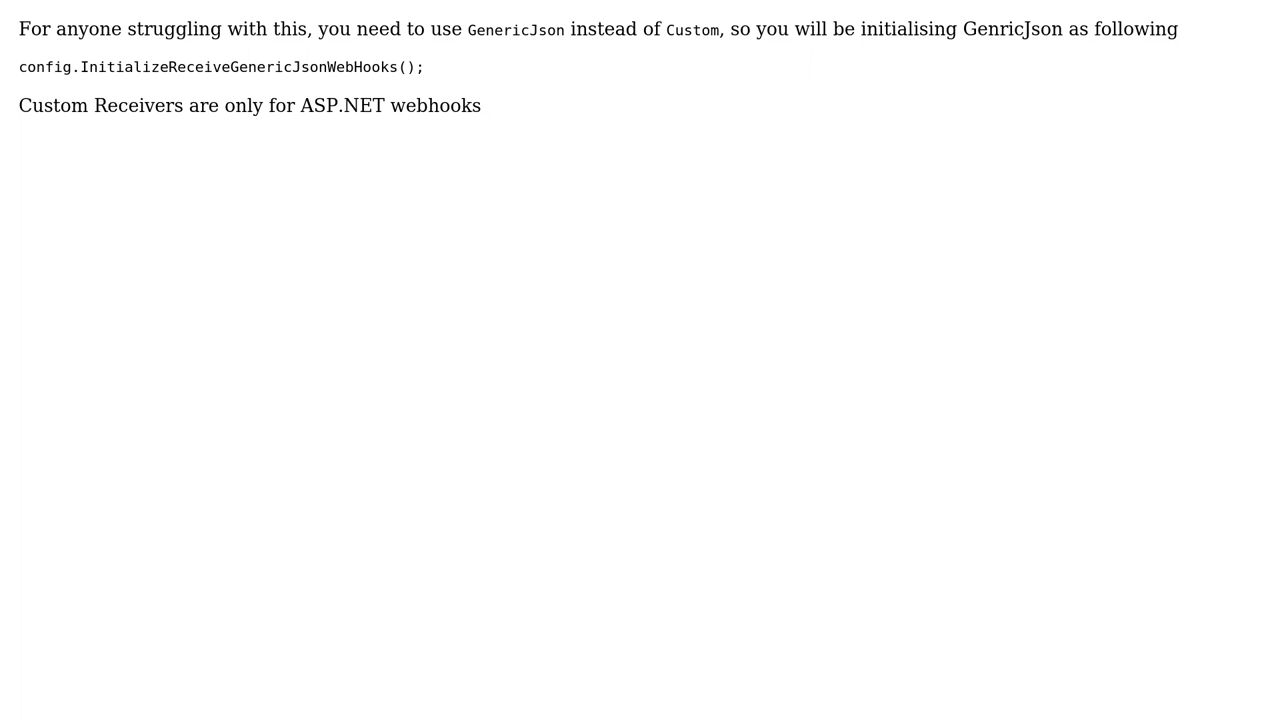 For anyone struggling with this, you need to use GenericJson instead of Custom, so you will be initialising GenricJson as following
config.InitializeReceiveGenericJsonWebHooks();
Custom Receivers are only for ASP.NET webhooks